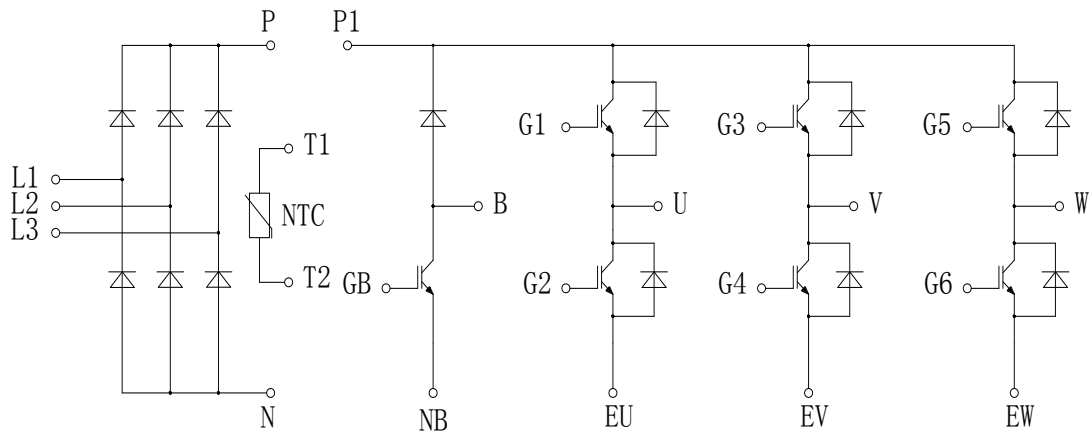 P P1
G1 G3 G5
T1
L1
L2 B U V W
L3 NTC
T2 GB G2 G4 G6
N NB EU EV EW